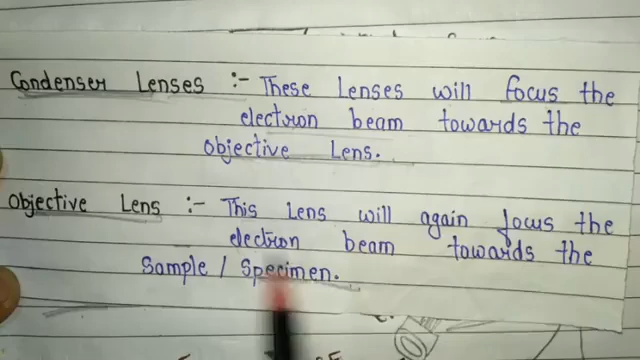 Condenser Lenses :- These Lenses will focus the
electron beam towards the
objective Lens.
Objective Lens :- This Lens will again focus the
electron beam towards the
Sample / Specimen.